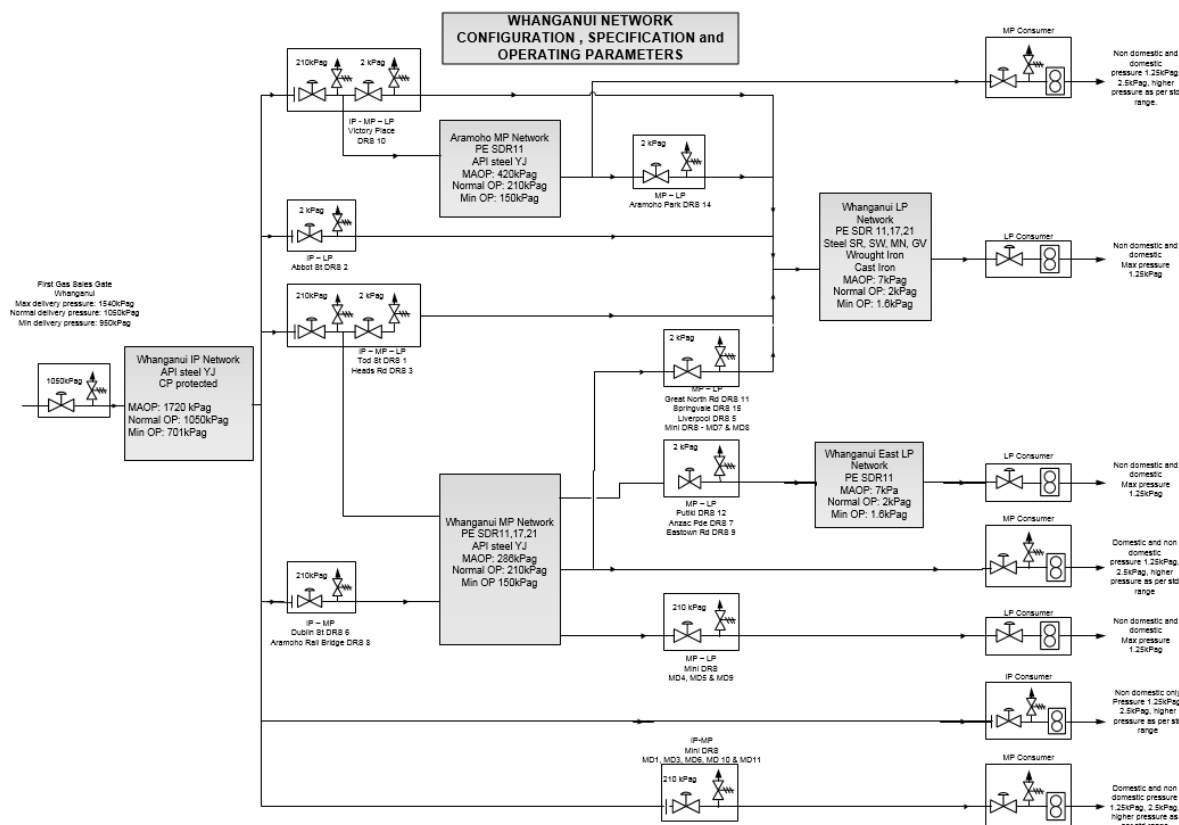 WHANGANUI NETWORK
CONFIGURATION , SPECIFICATION and
OPERATING PARAMETERS
210kPag
2 kPag
IP - MP – LP
Victory Place
DRS 10
Aramoho MP Network
PE SDR11
API steel YJ
MAOP: 420kPag
Normal OP: 210kPag
Min OP: 150kPag
2 kPag
MP – LP
Aramoho Park DRS 14
MP Consumer
Non domestic and
domestic
pressure 1.25kPag,
2.5kPag, higher
pressure as per std
range.
2 kPag
IP – LP
Abbot St DRS 2
Whanganui LP
Network
PE SDR 11,17,21
Steel SR, SW, MN, GV
Wrought Iron
Cast Iron
MAOP: 7kPag
Normal OP: 2kPag
Min OP: 1.6kPag
LP Consumer
Non domestic and
domestic
Max pressure
1.25kPag
First Gas Sales Gate
Whanganui
Max delivery pressure: 1540kPag
Normal delivery pressure: 1050kPag
Min delivery pressure: 950kPag
1050kPag
Whanganui IP Network
API steel YJ
CP protected
MAOP: 1720 kPag
Normal OP: 1050kPag
Min OP: 701kPag
210kPag
2 kPag
IP – MP – LP
Tod St DRS 1
Heads Rd DRS 3
2 kPag
MP – LP
Great North Rd DRS 11
Springvale DRS 15
Liverpool DRS 5
Mini DRS - MD7 & MD8
2 kPag
MP – LP
Putiki DRS 12
Anzac Pde DRS 7
Eastown Rd DRS 9
Whanganui East LP
Network
PE SDR11
MAOP: 7kPa
Normal OP: 2kPag
Min OP: 1.6kPag
LP Consumer
Non domestic and
domestic
Max pressure
1.25kPag
Whanganui MP Network
PE SDR11,17,21
API steel YJ
MAOP: 286kPag
Normal OP: 210kPag
Min OP 150kPag
MP Consumer
Domestic and non
domestic
pressure 1.25kPag,
2.5kPag, higher
pressure as per std
range
210kPag
IP – MP
Dublin St DRS 6
Aramoho Rail Bridge DRS 8
210 kPag
MP – LP
Mini DRS
MD4, MD5 & MD9
LP Consumer
Non domestic and
domestic
Max pressure
1.25kPag
IP Consumer
Non domestic only
Pressure 1.25kPag
2.5kPag, higher
pressure as per std
range
IP-MP
Mini DRS
MD1, MD3, MD6, MD 10 & MD11
210 kPag
MP Consumer
Domestic and non
domestic pressure
1.25kPag, 2.5kPag,
higher pressure as